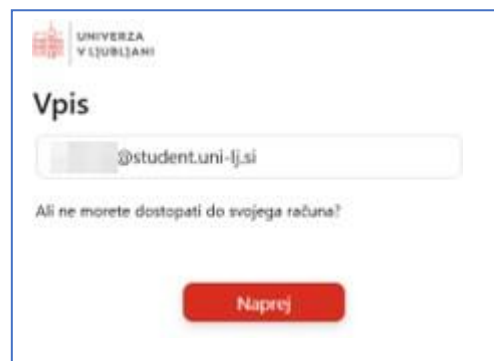 UNIVERZA
V LJUBLJANI
Vpis
@student.uni-lj.si
Ali ne morete dostopati do svojega računa?
Naprej